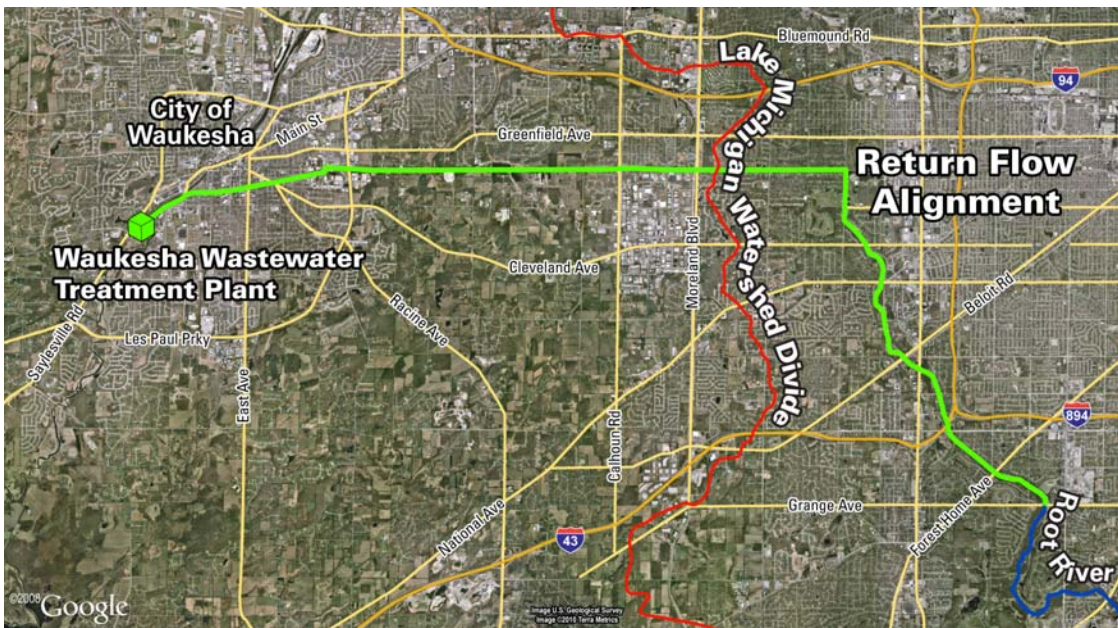 Bluemound Rd
94
Lake Michigan Watershed Divide
City of
Waukesha
Main St
Greenfield Ave
Return Flow
Alignment
Waukesha Wastewater
Treatment Plant
Cleveland Ave
Moreland Blvd
Beloit Rd
Saylesville Rd
Les Paul Prky
Racine Ave
East Ave
Calhoun Rd
894
National Ave
43
Grange Ave
Forest Home Ave
Root River
©2008 Google
Image U.S. Geological Survey
Image ©2010 Terra Metrics